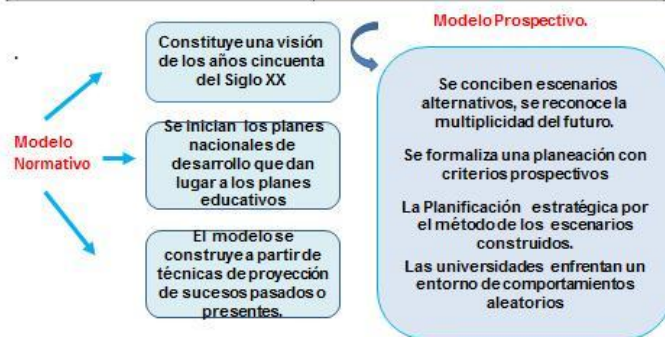 Modelo Normativo
Constituye una visión
de los años cincuenta
del Siglo XX
Se inician los planes
nacionales de
desarrollo que dan
lugar a los planes
educativos
El modelo se
construye a partir de
técnicas de proyección
de sucesos pasados o
presentes.
Modelo Prospectivo.
Se conciben escenarios
alternativos, se reconoce la
multiplicidad del futuro.
Se formaliza una planeación con
criterios prospectivos
La Planificación estratégica por
el método de los escenarios
construidos.
Las universidades enfrentan un
entorno de comportamientos
aleatorios